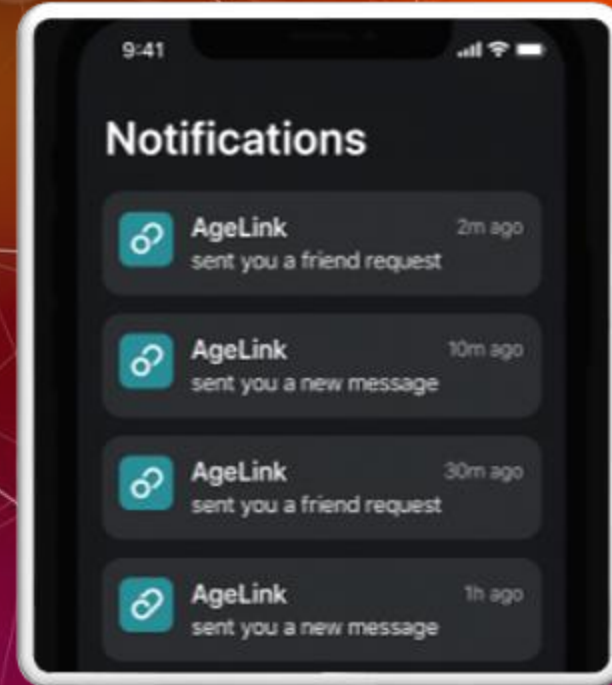 9:41
Notifications
AgeLink 2m ago
sent you a friend request
AgeLink 10m ago
sent you a new message
AgeLink 30m ago
sent you a friend request
AgeLink 1h ago
sent you a new message